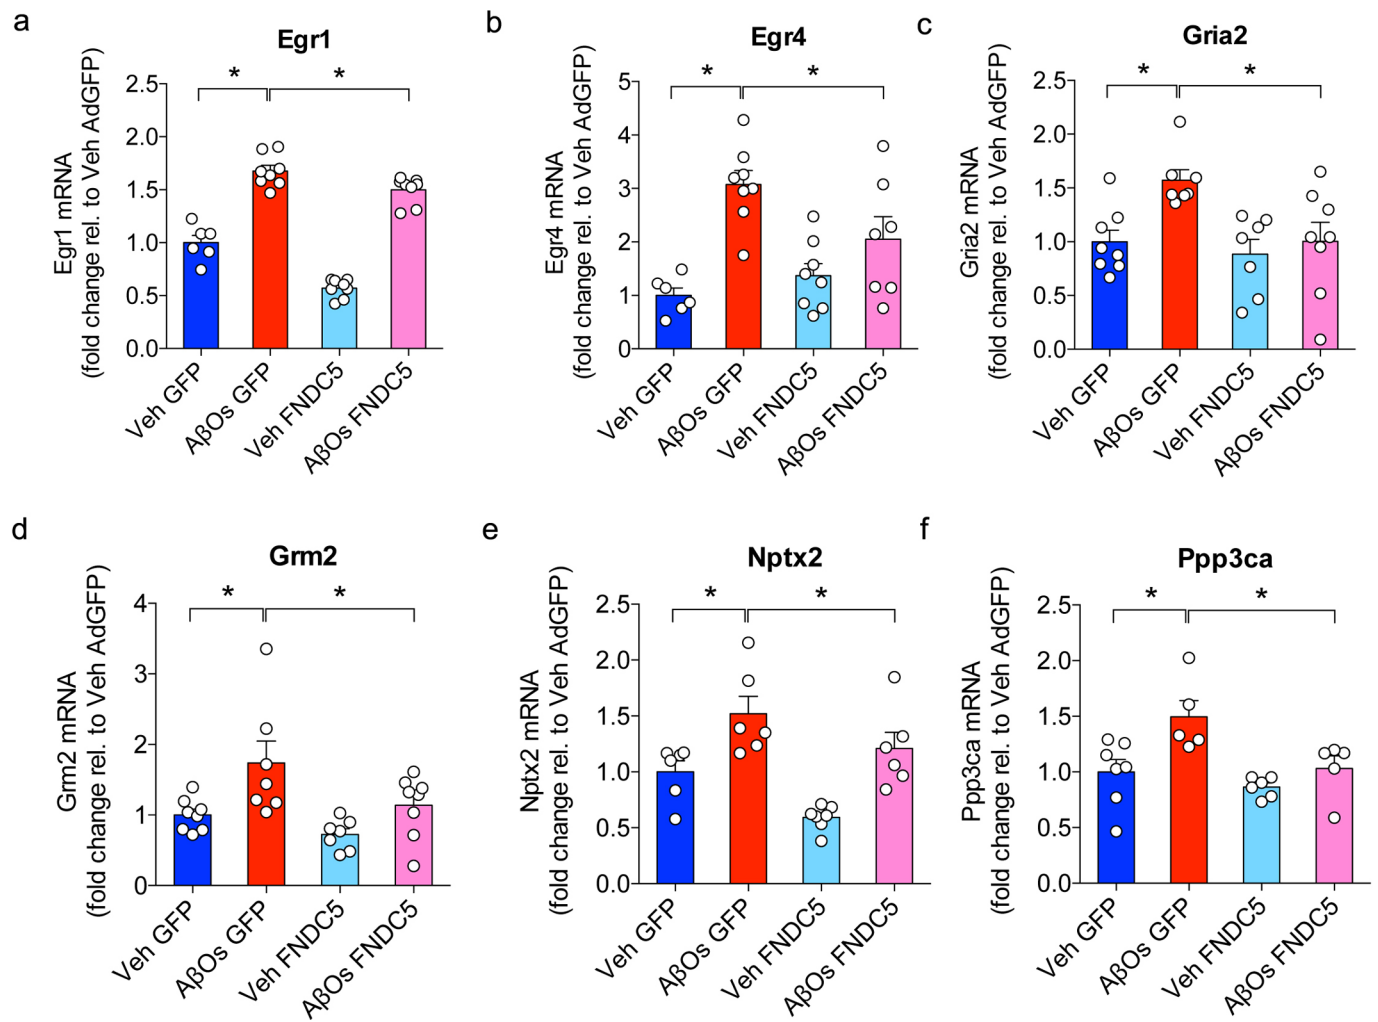 a
Egr1
Egr1 mRNA
(fold change rel. to Veh AdGFP)
2.5
2.0
1.5
1.0
0.5
0.0
*
*
Veh GFP
AβOs GFP
Veh FNDC5
AβOs FNDC5
b
Egr4
Egr4 mRNA
(fold change rel. to Veh AdGFP)
5
4
3
2
1
0
*
*
Veh GFP
AβOs GFP
Veh FNDC5
AβOs FNDC5
c
Gria2
Gria2 mRNA
(fold change rel. to Veh AdGFP)
2.5
2.0
1.5
1.0
0.5
0.0
*
*
Veh GFP
AβOs GFP
Veh FNDC5
AβOs FNDC5
d
Grm2
Grm2 mRNA
(fold change rel. to Veh AdGFP)
4
3
2
1
0
*
*
Veh GFP
AβOs GFP
Veh FNDC5
AβOs FNDC5
e
Nptx2
Nptx2 mRNA
(fold change rel. to Veh AdGFP)
2.5
2.0
1.5
1.0
0.5
0.0
*
*
Veh GFP
AβOs GFP
Veh FNDC5
AβOs FNDC5
f
Ppp3ca
Ppp3ca mRNA
(fold change rel. to Veh AdGFP)
2.5
2.0
1.5
1.0
0.5
0.0
*
*
Veh GFP
AβOs GFP
Veh FNDC5
AβOs FNDC5